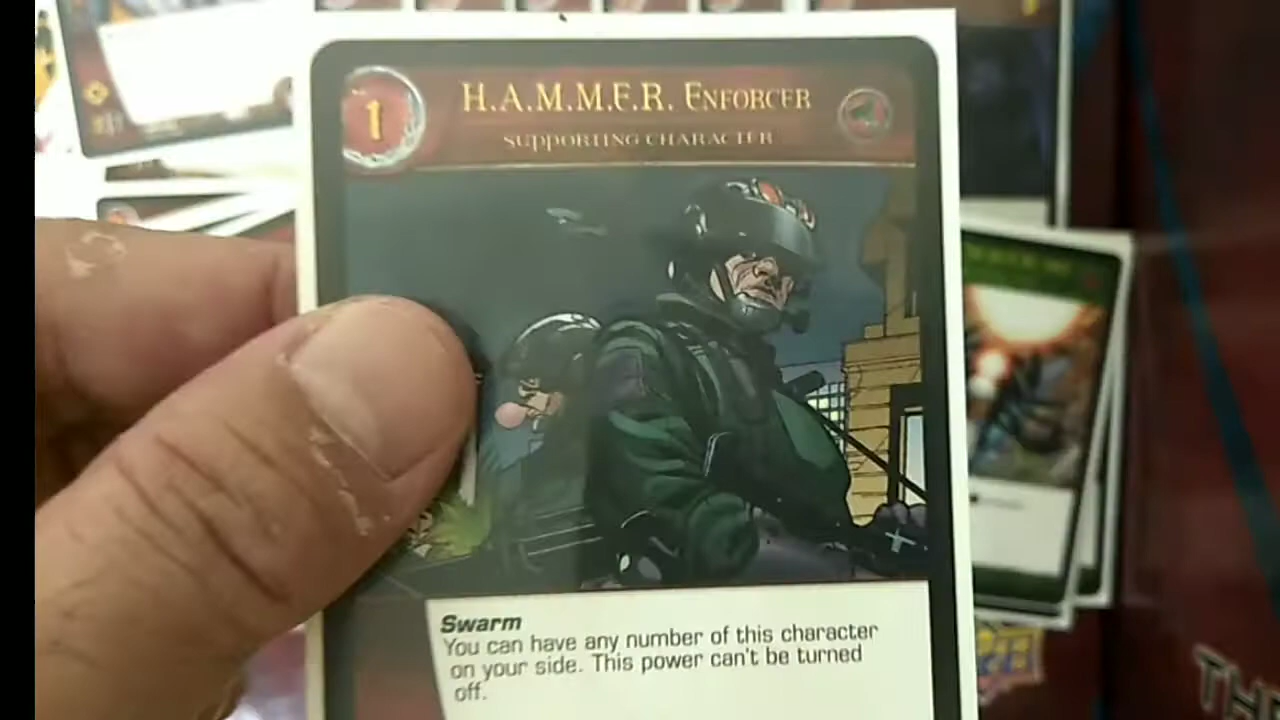 1
H.A.M.M.E.R. ENFORCER
SUPPORTING CHARACTER
Swarm
You can have any number of this character
on your side. This power can't be turned
off.
TH